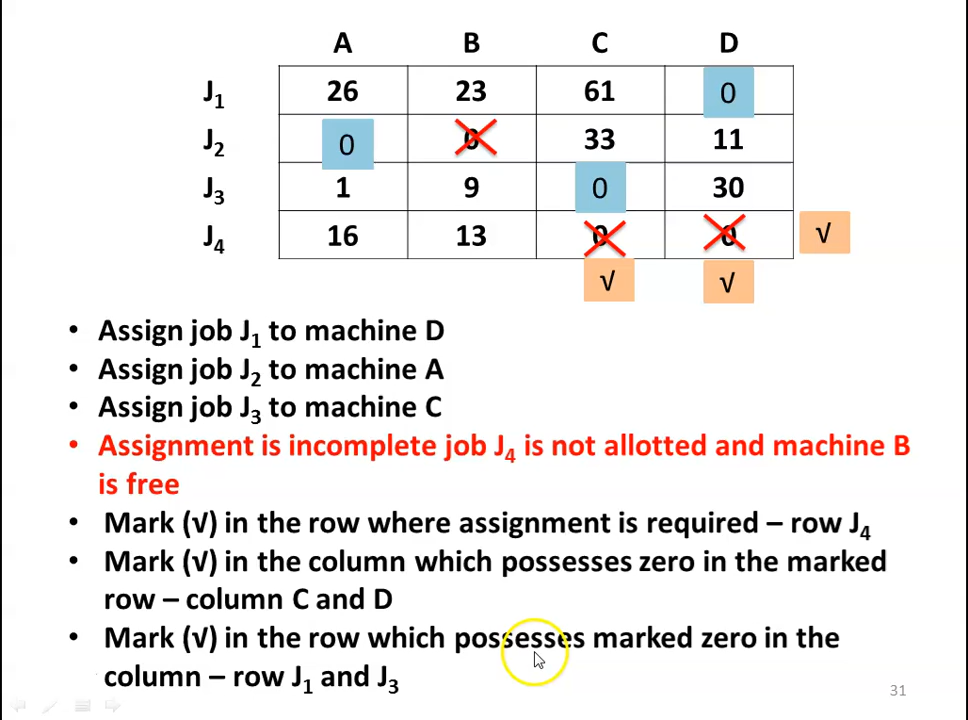 A B C D
J₁ 26 23 61 0
J₂ 0 0 33 11
J₃ 1 9 0 30
J₄ 16 13 0 0 √
√ √
• Assign job J₁ to machine D
• Assign job J₂ to machine A
• Assign job J₃ to machine C
• Assignment is incomplete job J₄ is not allotted and machine B
is free
• Mark (√) in the row where assignment is required – row J₄
• Mark (√) in the column which possesses zero in the marked
row – column C and D
• Mark (√) in the row which possesses marked zero in the
column – row J₁ and J₃
31